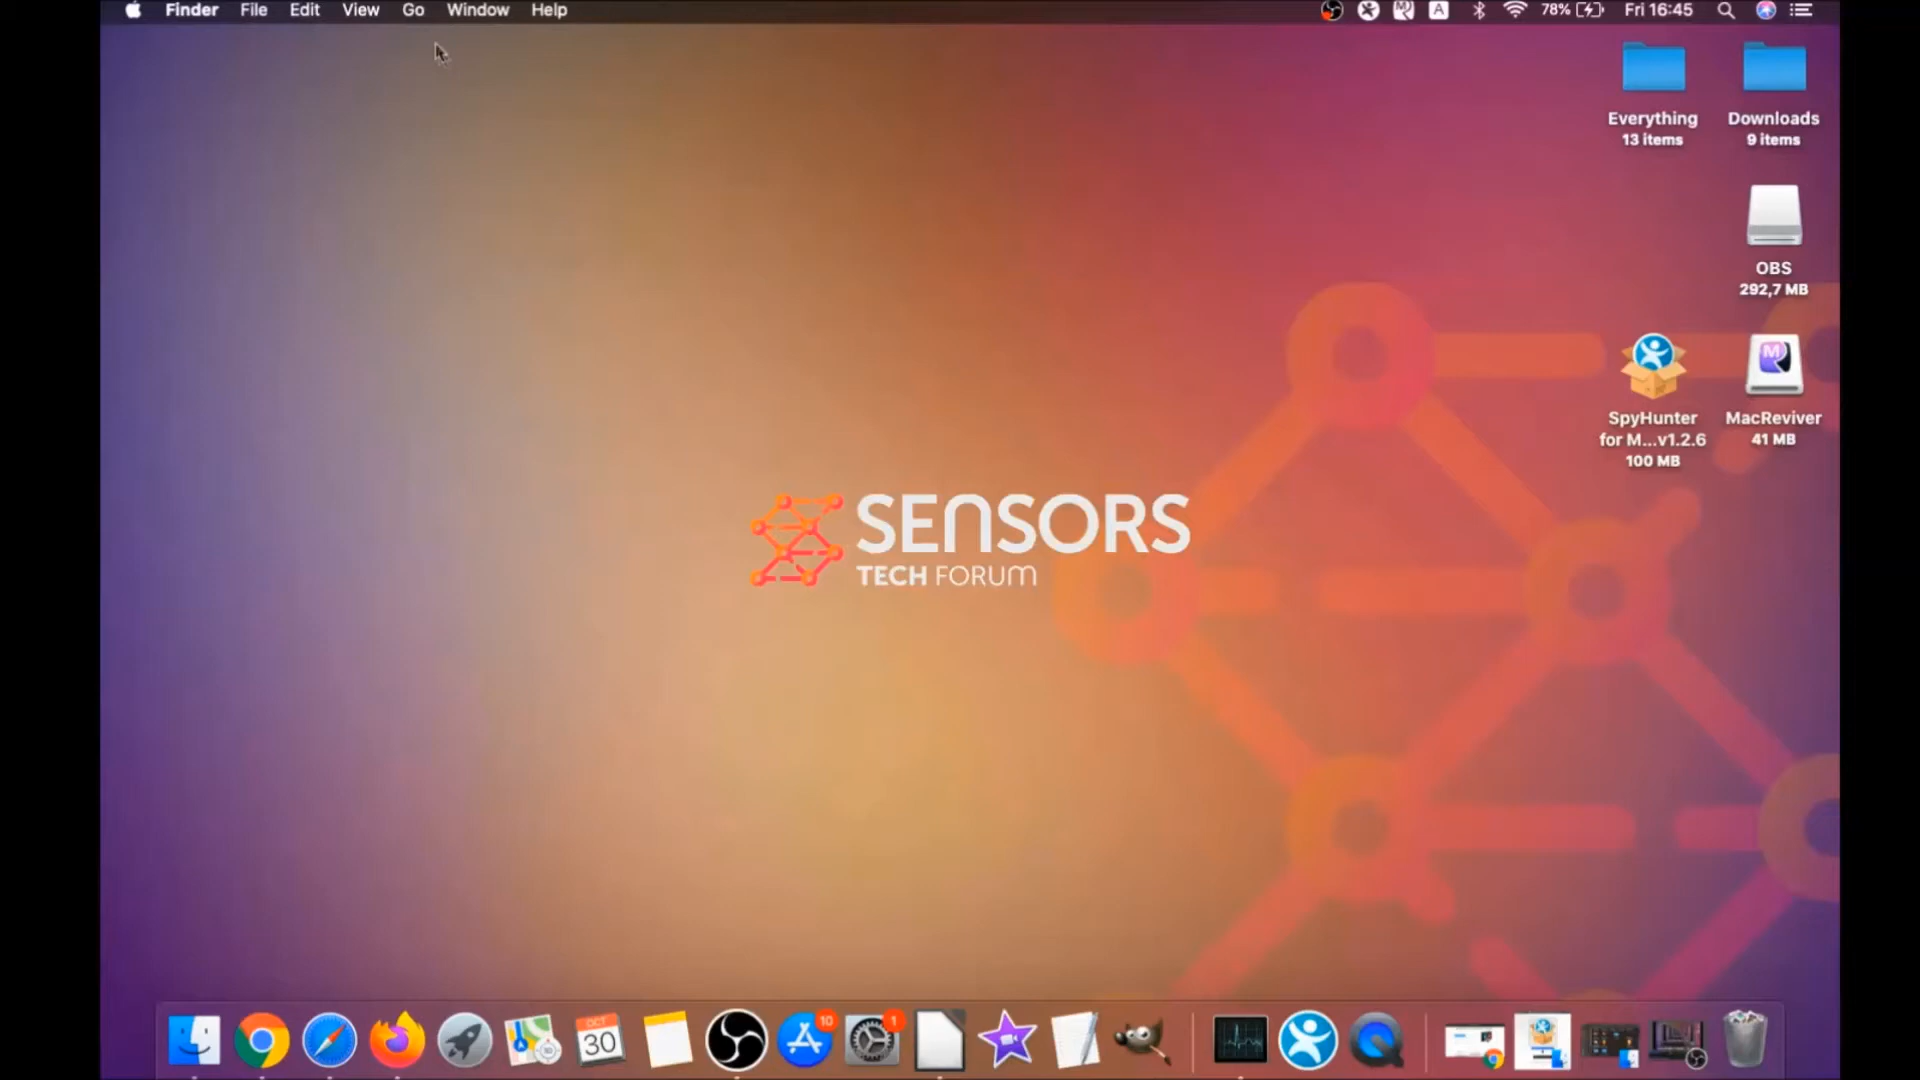 Finder File Edit View Go Window Help
A 78% Fri 16:45
Everything
13 items
Downloads
9 items
OBS
292,7 MB
SpyHunter
for M...v1.2.6
100 MB
M
MacReviver
41 MB
SENSORS
TECH FORUM
OCT
30
10
1